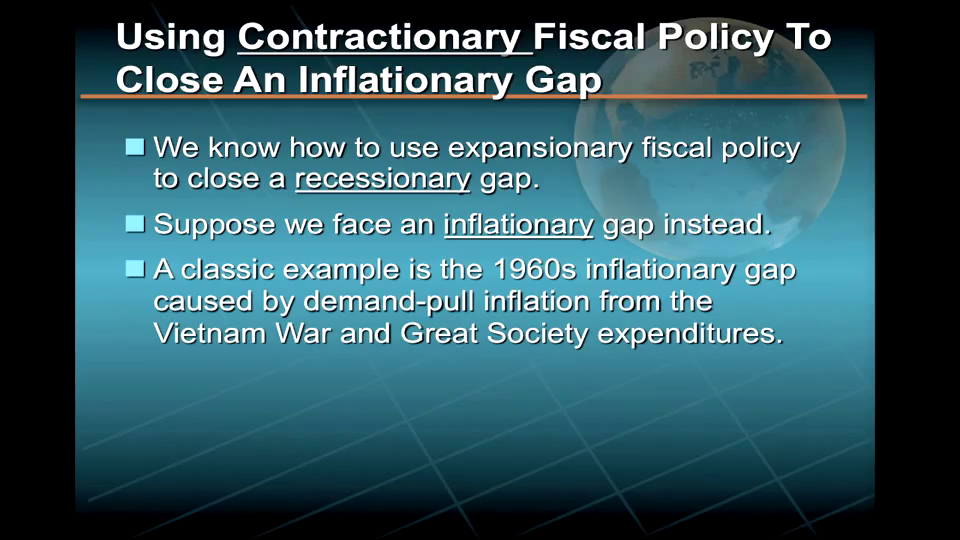 Using Contractionary Fiscal Policy To
Close An Inflationary Gap
We know how to use expansionary fiscal policy
to close a recessionary gap.
Suppose we face an inflationary gap instead.
A classic example is the 1960s inflationary gap
caused by demand-pull inflation from the
Vietnam War and Great Society expenditures.